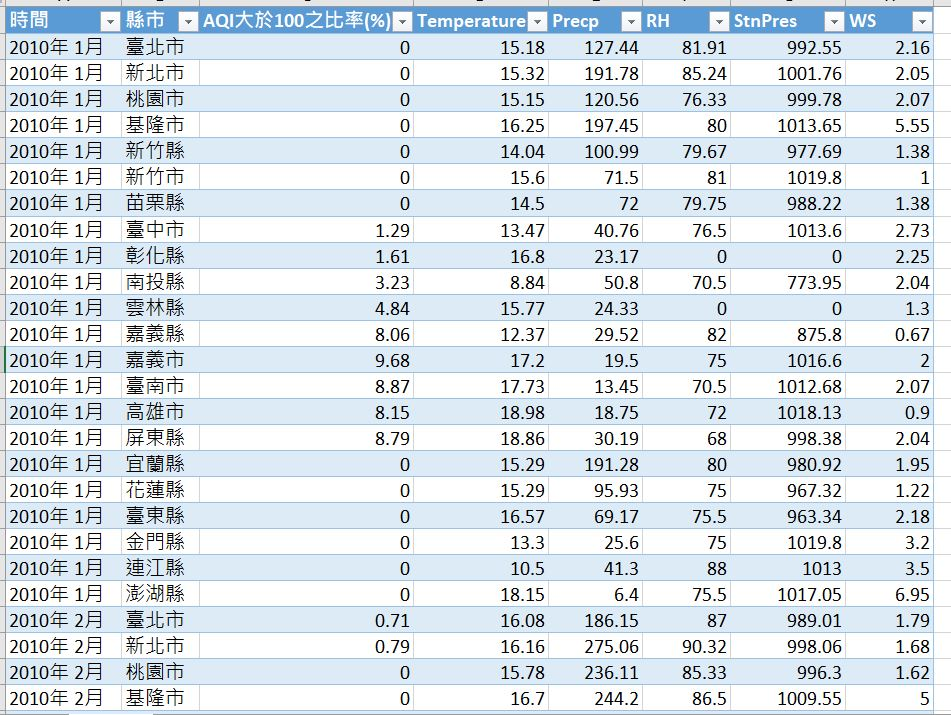 時間 縣市 AQI大於100之比率(%) Temperature Precp RH StnPres WS
2010年 1月 臺北市 0 15.18 127.44 81.91 992.55 2.16
2010年 1月 新北市 0 15.32 191.78 85.24 1001.76 2.05
2010年 1月 桃園市 0 15.15 120.56 76.33 999.78 2.07
2010年 1月 基隆市 0 16.25 197.45 80 1013.65 5.55
2010年 1月 新竹縣 0 14.04 100.99 79.67 977.69 1.38
2010年 1月 新竹市 0 15.6 71.5 81 1019.8 1
2010年 1月 苗栗縣 0 14.5 72 79.75 988.22 1.38
2010年 1月 臺中市 1.29 13.47 40.76 76.5 1013.6 2.73
2010年 1月 彰化縣 1.61 16.8 23.17 0 0 2.25
2010年 1月 南投縣 3.23 8.84 50.8 70.5 773.95 2.04
2010年 1月 雲林縣 4.84 15.77 24.33 0 0 1.3
2010年 1月 嘉義縣 8.06 12.37 29.52 82 875.8 0.67
2010年 1月 嘉義市 9.68 17.2 19.5 75 1016.6 2
2010年 1月 臺南市 8.87 17.73 13.45 70.5 1012.68 2.07
2010年 1月 高雄市 8.15 18.98 18.75 72 1018.13 0.9
2010年 1月 屏東縣 8.79 18.86 30.19 68 998.38 2.04
2010年 1月 宜蘭縣 0 15.29 191.28 80 980.92 1.95
2010年 1月 花蓮縣 0 15.29 95.93 75 967.32 1.22
2010年 1月 臺東縣 0 16.57 69.17 75.5 963.34 2.18
2010年 1月 金門縣 0 13.3 25.6 75 1019.8 3.2
2010年 1月 連江縣 0 10.5 41.3 88 1013 3.5
2010年 1月 澎湖縣 0 18.15 6.4 75.5 1017.05 6.95
2010年 2月 臺北市 0.71 16.08 186.15 87 989.01 1.79
2010年 2月 新北市 0.79 16.16 275.06 90.32 998.06 1.68
2010年 2月 桃園市 0 15.78 236.11 85.33 996.3 1.62
2010年 2月 基隆市 0 16.7 244.2 86.5 1009.55 5